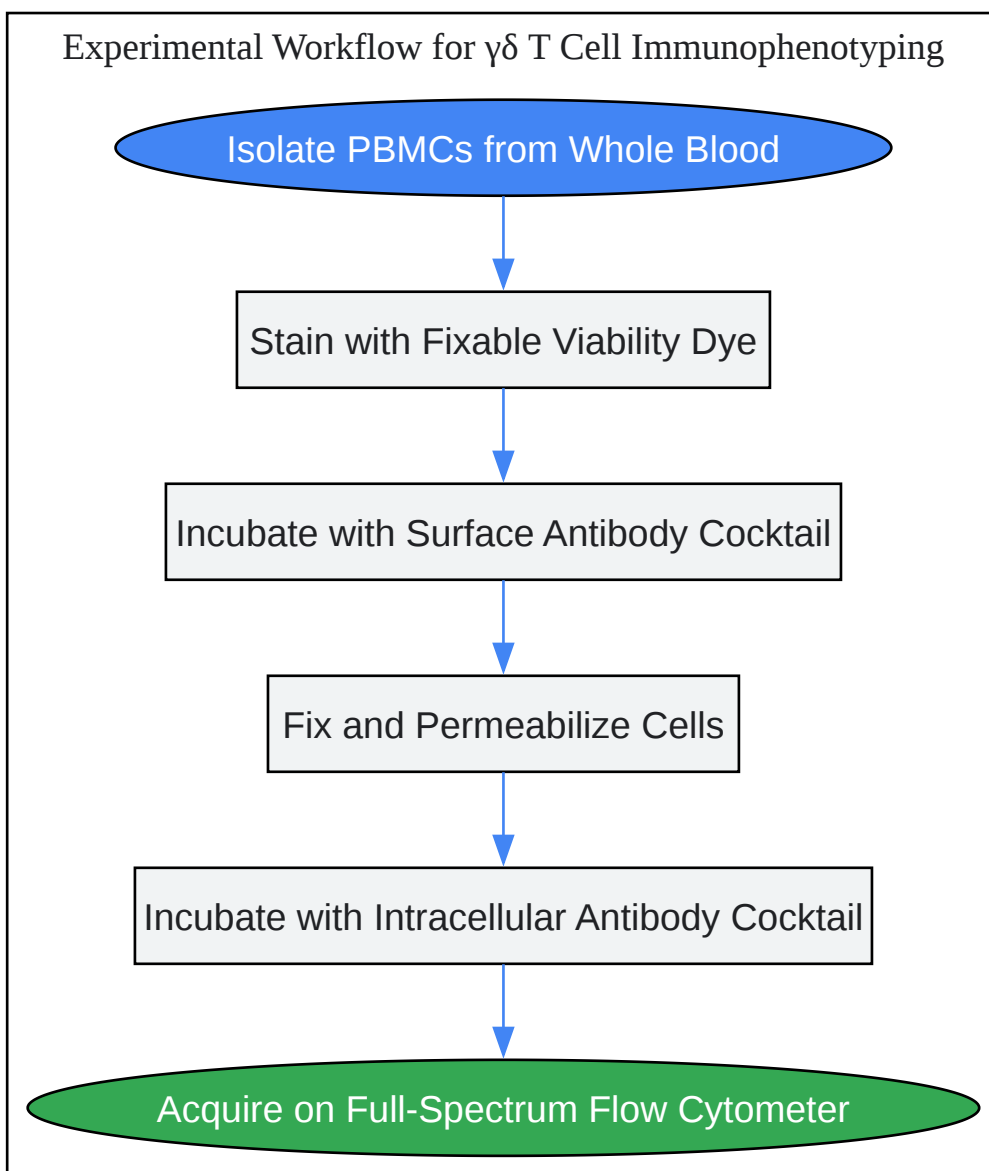 Experimental Workflow for γδ T Cell Immunophenotyping
Isolate PBMCs from Whole Blood
Stain with Fixable Viability Dye
Incubate with Surface Antibody Cocktail
Fix and Permeabilize Cells
Incubate with Intracellular Antibody Cocktail
Acquire on Full-Spectrum Flow Cytometer